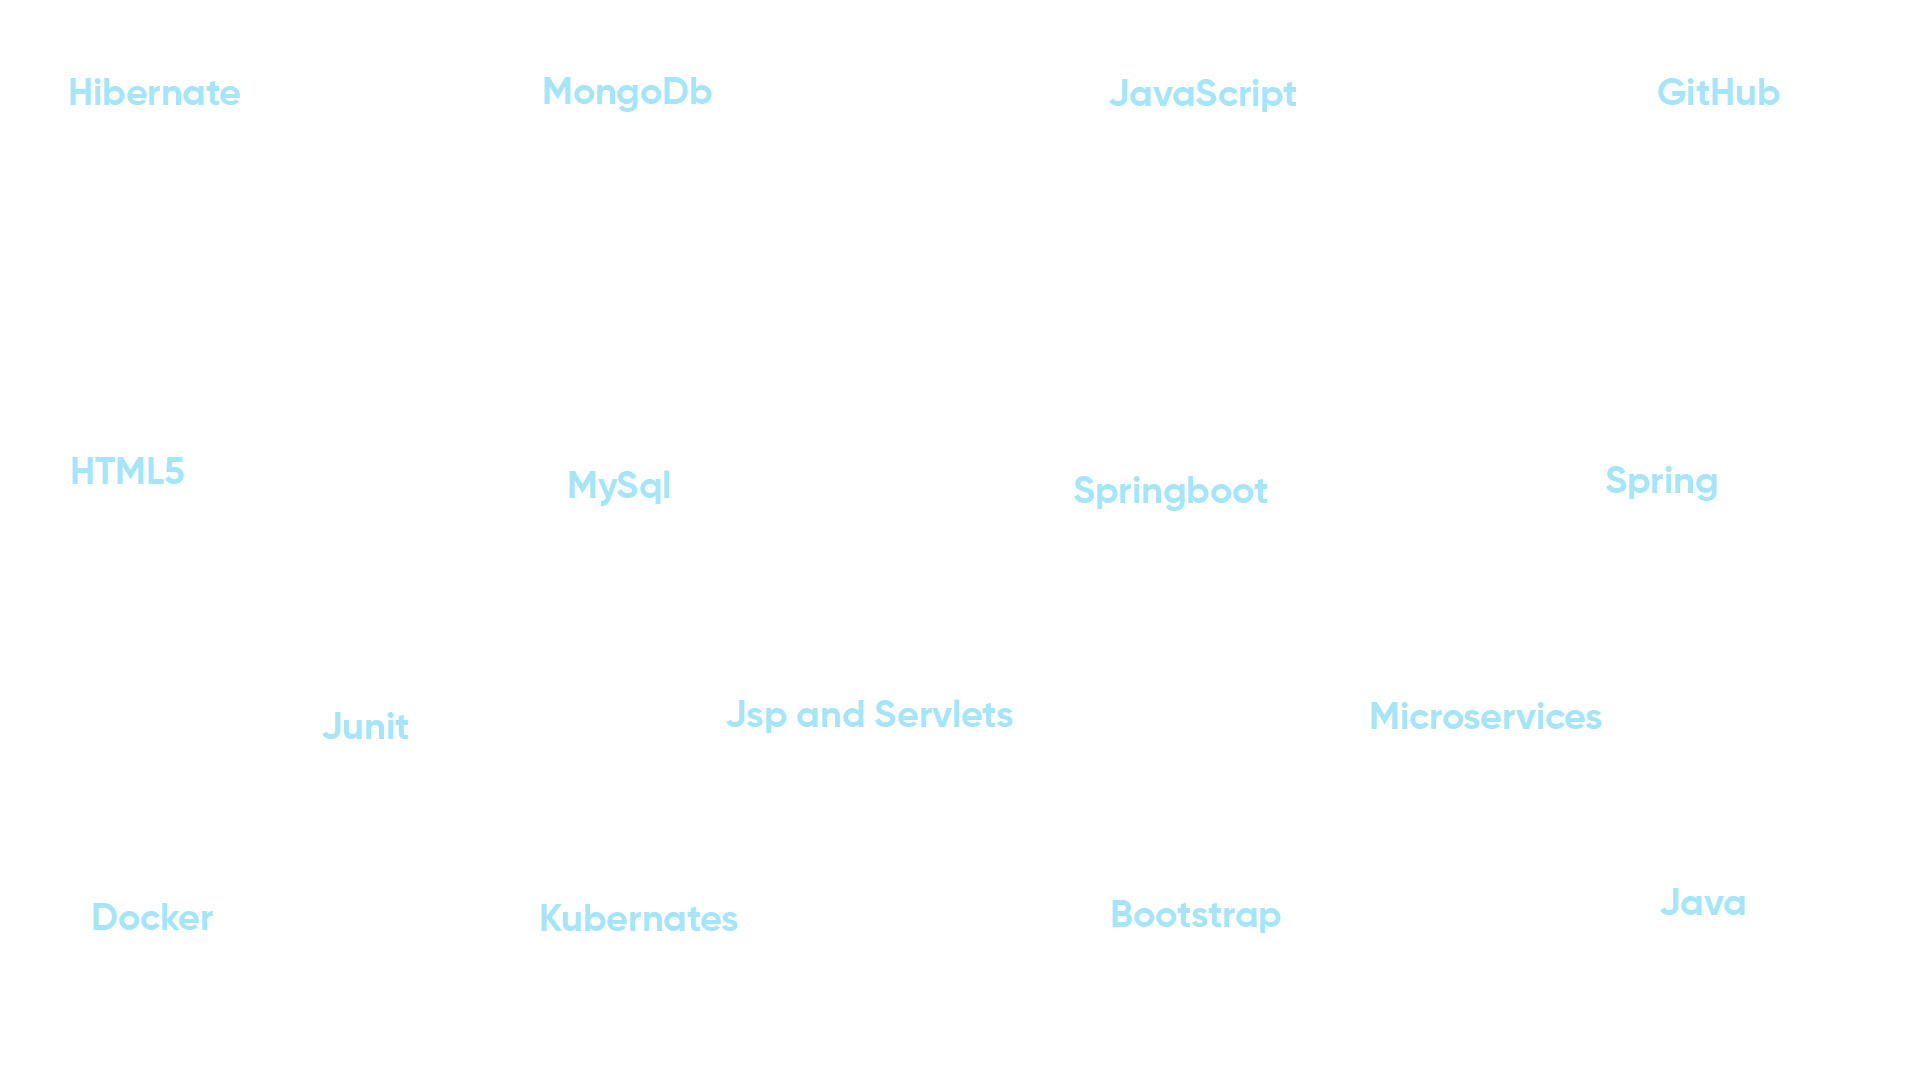 Hibernate
MongoDb
JavaScript
GitHub
HTML5
MySql
Springboot
Spring
Junit
Jsp and Servlets
Microservices
Docker
Kubernates
Bootstrap
Java